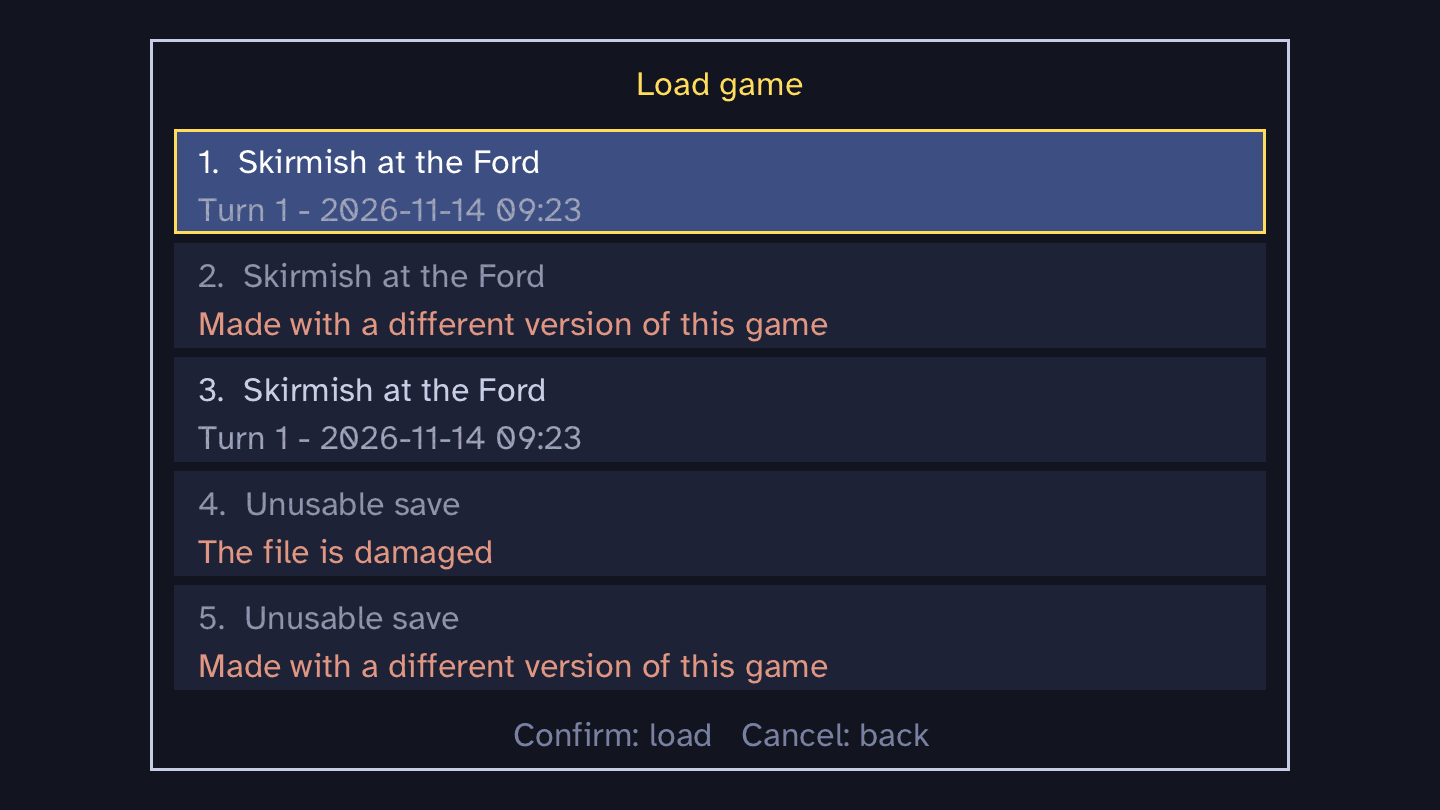 Load game
1. Skirmish at the Ford
Turn 1 - 2026-11-14 09:23
2. Skirmish at the Ford
Made with a different version of this game
3. Skirmish at the Ford
Turn 1 - 2026-11-14 09:23
4. Unusable save
The file is damaged
5. Unusable save
Made with a different version of this game
Confirm: load Cancel: back